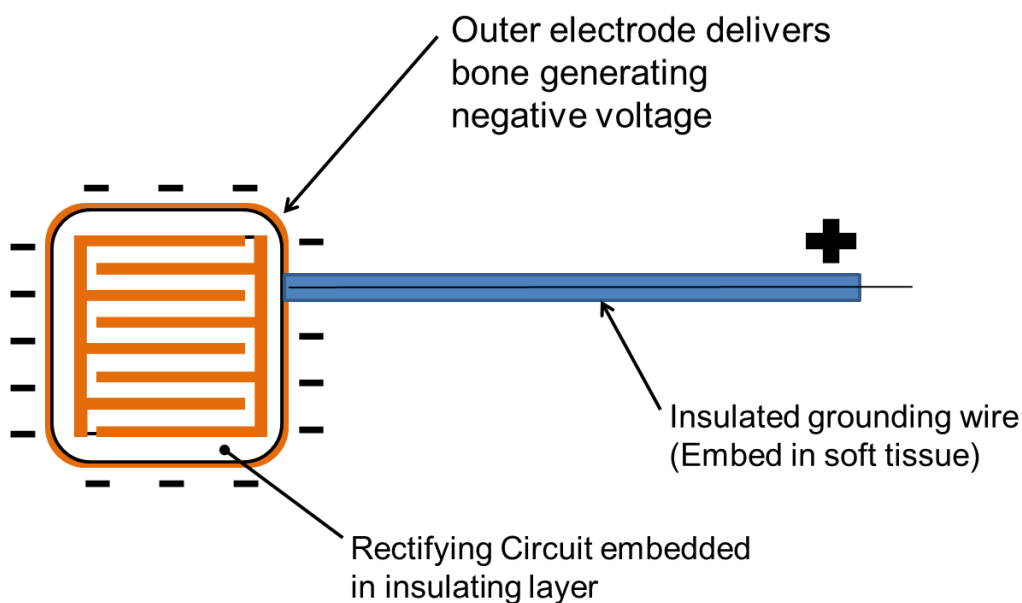 Outer electrode delivers
bone generating
negative voltage
Insulated grounding wire
(Embed in soft tissue)
Rectifying Circuit embedded
in insulating layer